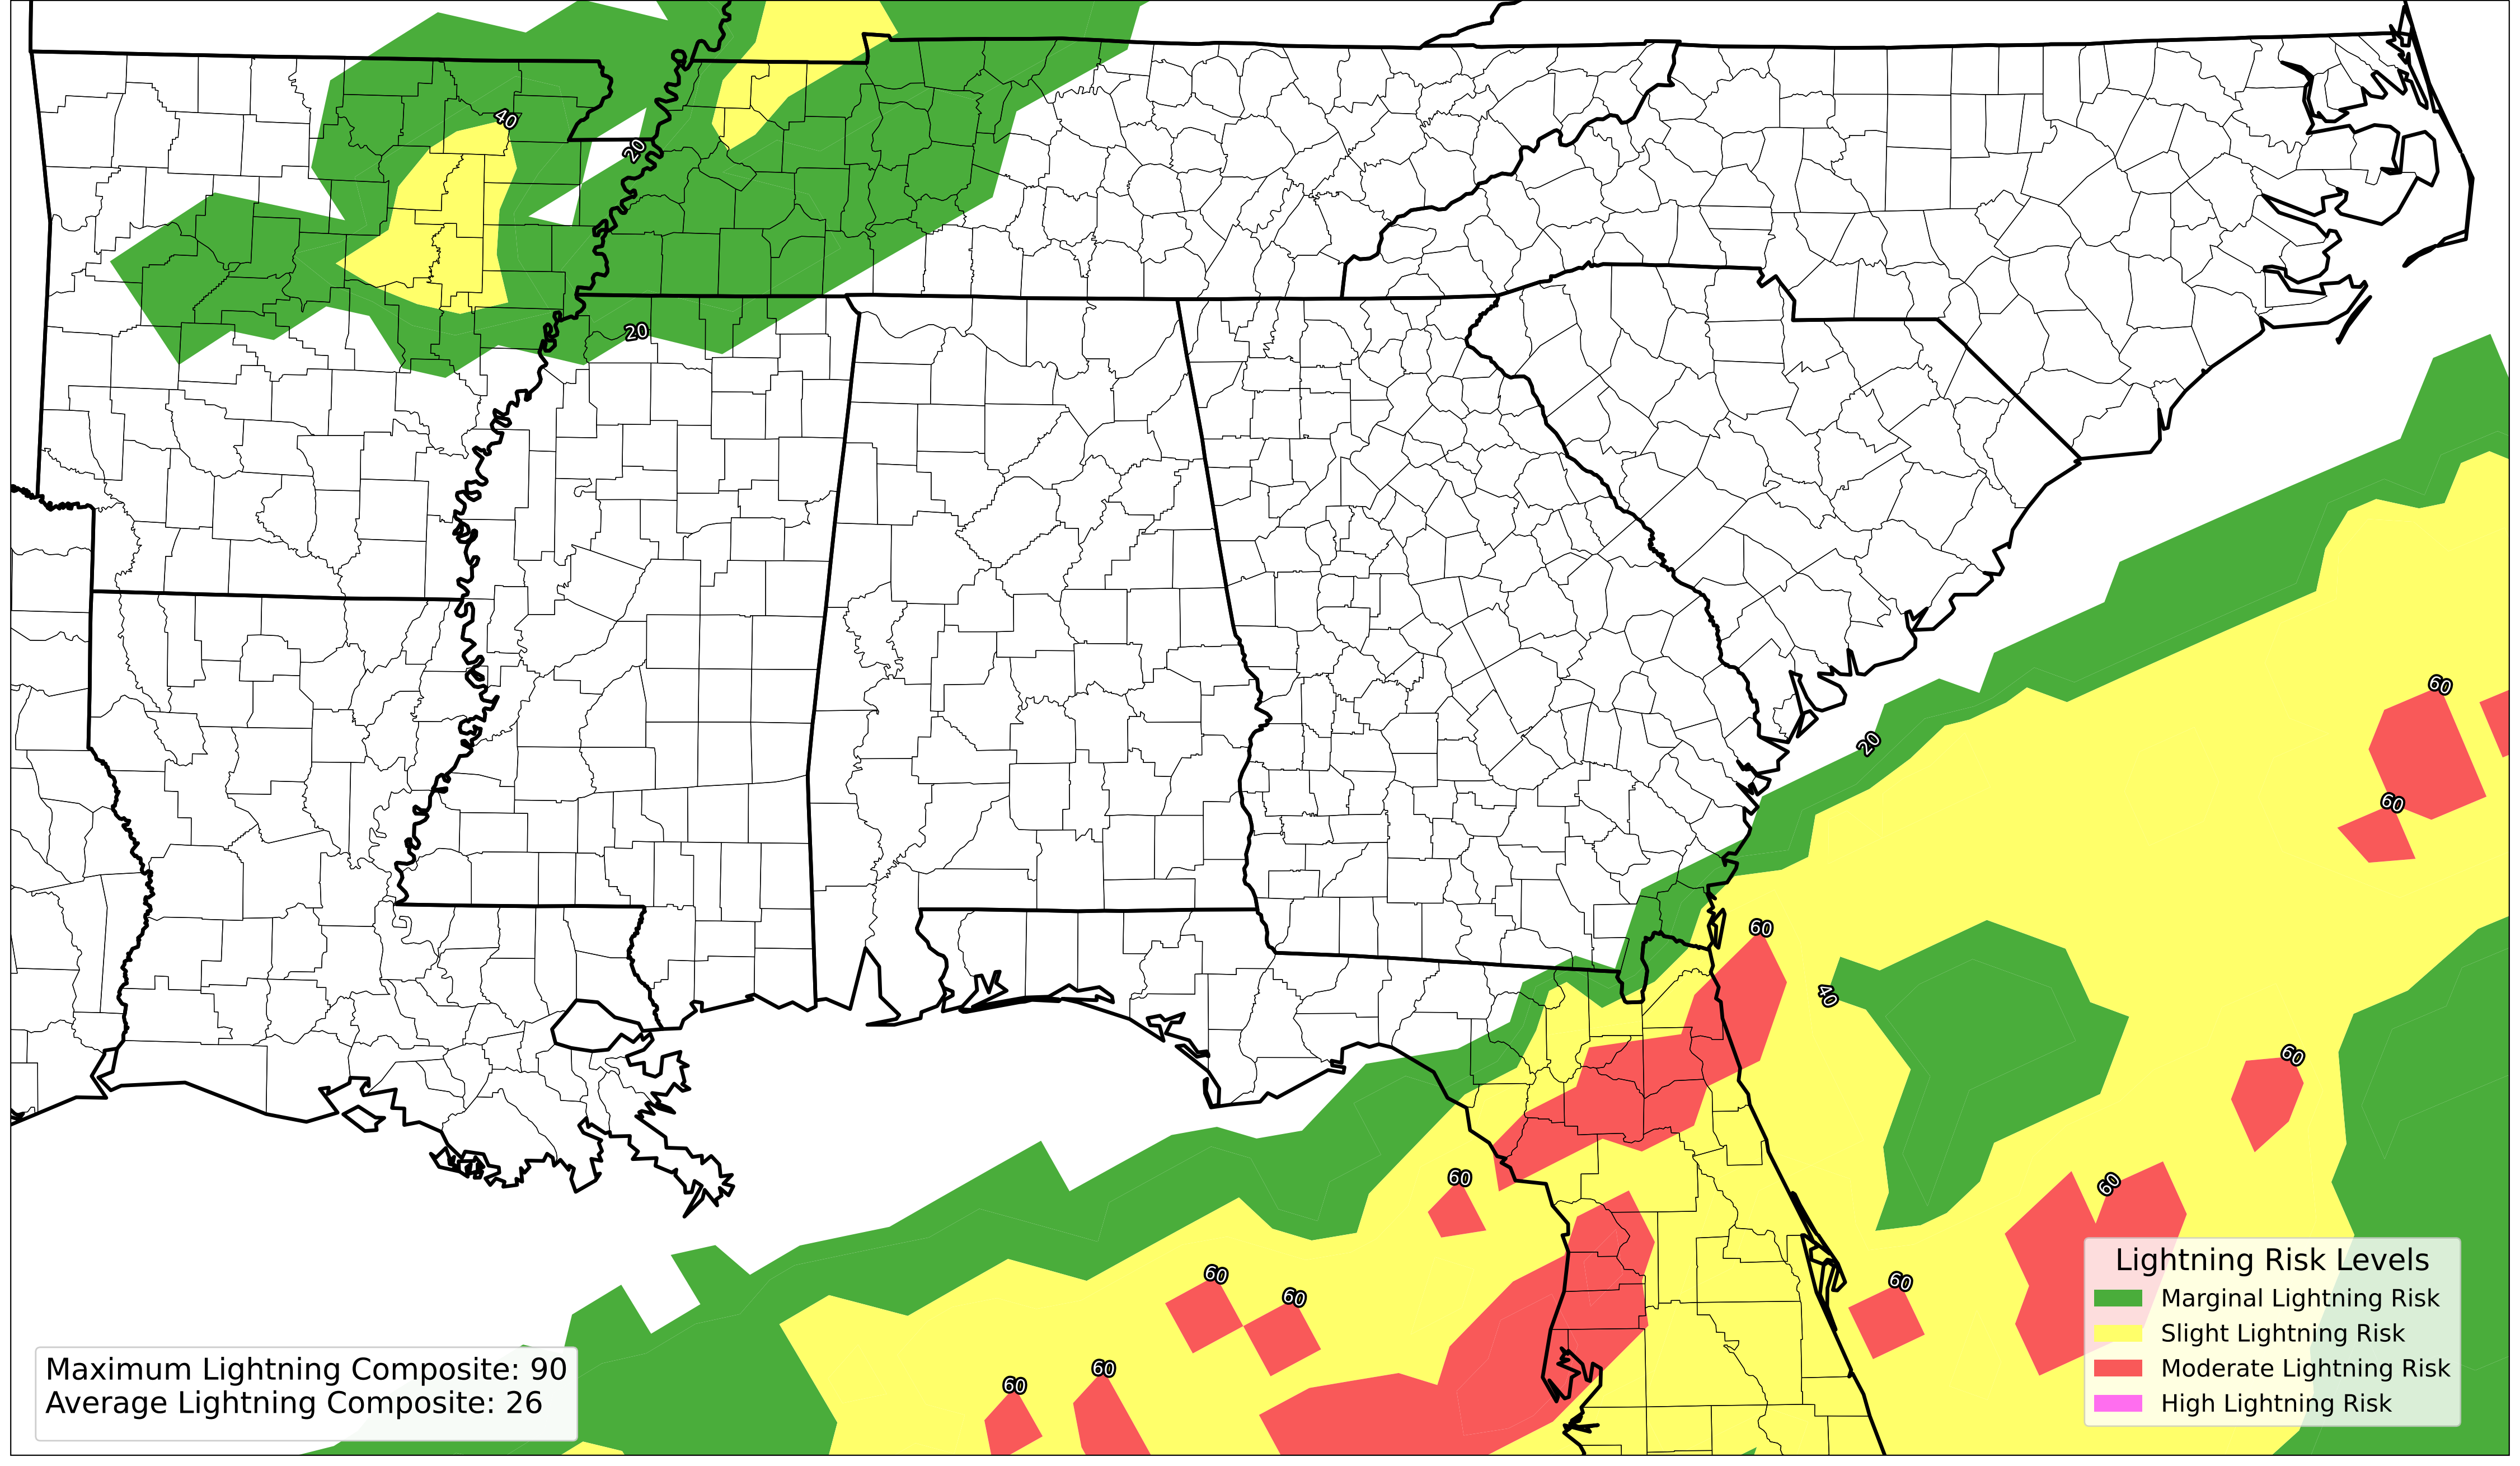 40
20
20
60
20
60
60
40
60
60
60
60
60
60
60
60
Lightning Risk Levels
Marginal Lightning Risk
Slight Lightning Risk
Moderate Lightning Risk
High Lightning Risk
Maximum Lightning Composite: 90
Average Lightning Composite: 26